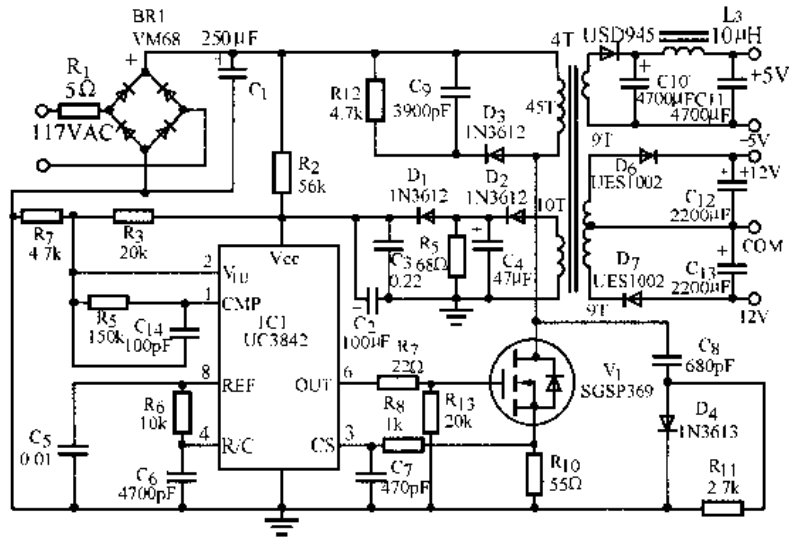 BR1
VM68
250μF
C1
R1
5Ω
117VAC
R12
4.7k
C9
3900pF
D3
1N3612
4T
45T
USD945
L3
10μH
C10
4700μF
C11
4700μF
+5V
-5V
R2
56k
D1
1N3612
D2
1N3612
10T
9T
D6
UES1002
+12V
C12
2200μF
COM
R7
4.7k
R3
20k
Vcc
C3
0.22
R5
68Ω
C4
47μF
D7
UES1002
C13
2200μF
9T
12V
2
1
CMP
R5
150k
C14
100pF
IC1
UC3842
C2
100μF
R7
22Ω
V1
SGSP369
C8
680pF
8
REF
OUT
6
R6
10k
R8
1k
R13
20k
D4
1N3613
C5
0.01
4
R/C
CS
3
C6
4700pF
C7
470pF
R10
55Ω
R11
2.7k